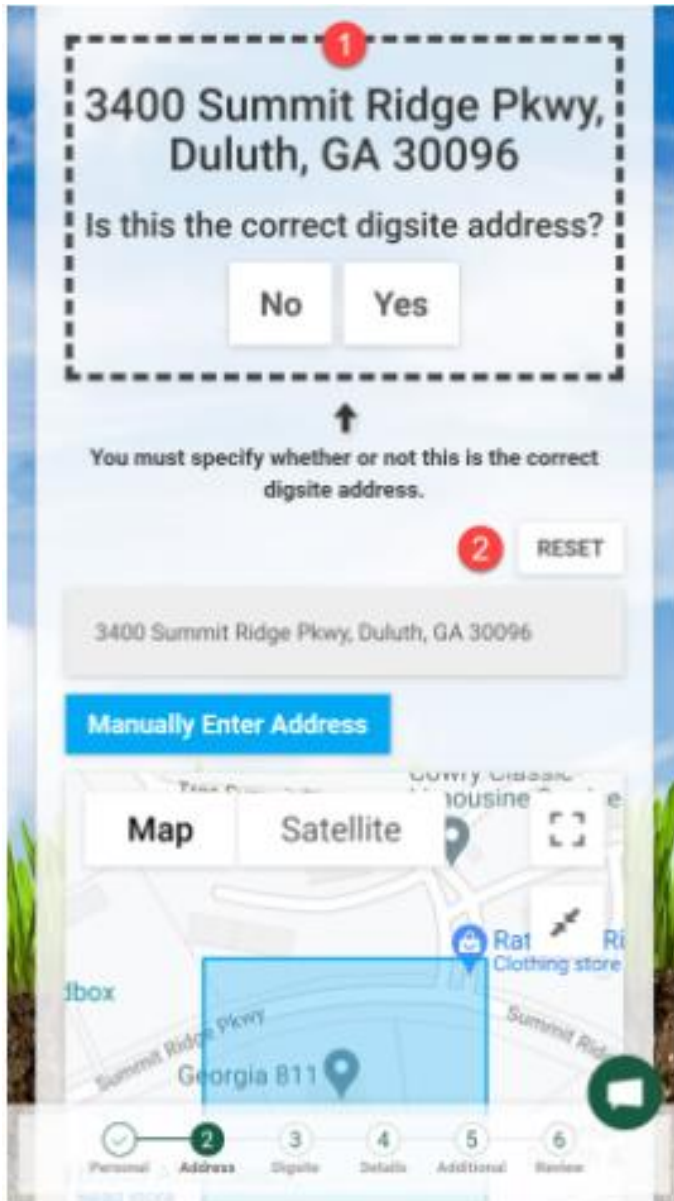 1
3400 Summit Ridge Pkwy,
Duluth, GA 30096
Is this the correct digsite address?
No Yes
You must specify whether or not this is the correct
digsite address.
2 RESET
3400 Summit Ridge Pkwy, Duluth, GA 30096
Manually Enter Address
Map Satellite
Clothing store
Summit Ridge Pkwy
Georgia 811
2 3 4 5 6
Personal Address Digsite Details Additional Review